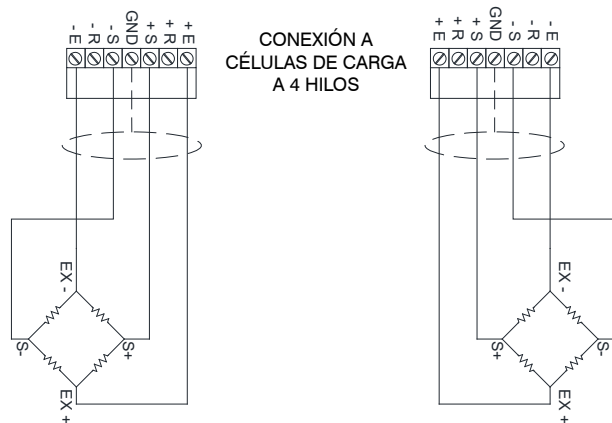 - E
- R
- S
GND
+ S
+ R
+ E
CONEXIÓN A
CÉLULAS DE CARGA
A 4 HILOS
+ E
+ R
+ S
GND
- S
- R
- E
EX -
S-
S+
EX +
EX -
S+
S-
EX +